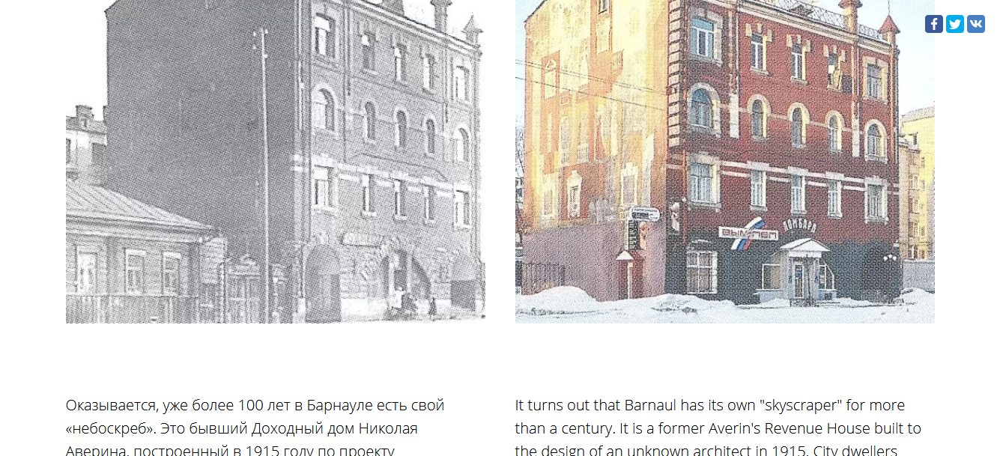 ВЫМПЕЛ
ЛОМБАРД
Оказывается, уже более 100 лет в Барнауле есть свой
«небоскреб». Это бывший Доходный дом Николая
Аверина, построенный в 1915 году по проекту
It turns out that Barnaul has its own "skyscraper" for more
than a century. It is a former Averin's Revenue House built to
the design of an unknown architect in 1915. City dwellers